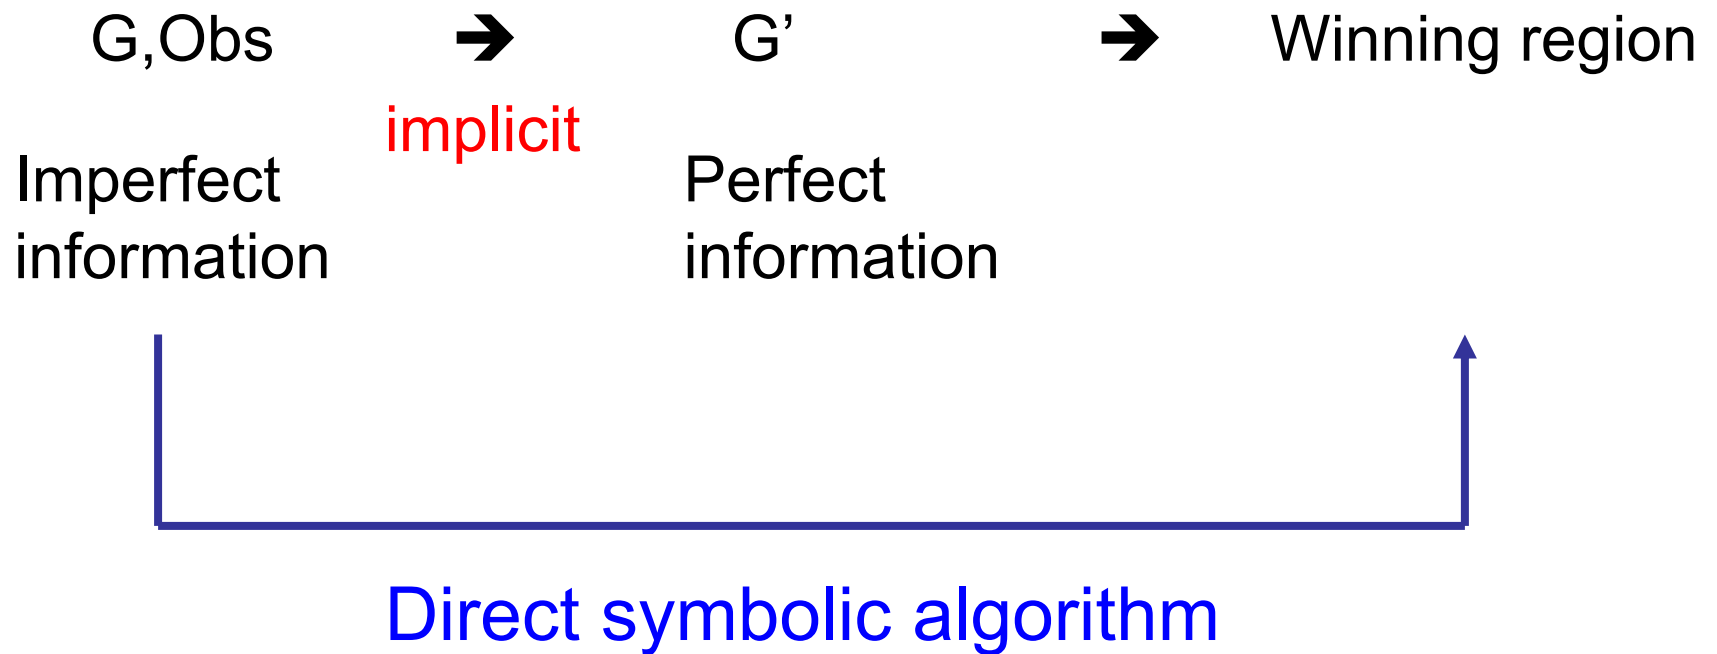 G,Obs ➔ G’ ➔ Winning region
implicit
Imperfect Perfect
information information
Direct symbolic algorithm